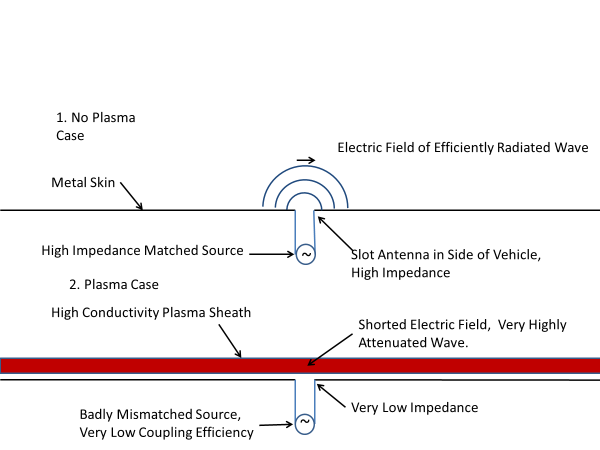 1. No Plasma
Case
Electric Field of Efficiently Radiated Wave
Metal Skin
High Impedance Matched Source
~
Slot Antenna in Side of Vehicle,
High Impedance
2. Plasma Case
High Conductivity Plasma Sheath
Shorted Electric Field,  Very Highly
Attenuated Wave.
Very Low Impedance
Badly Mismatched Source,
Very Low Coupling Efficiency
~